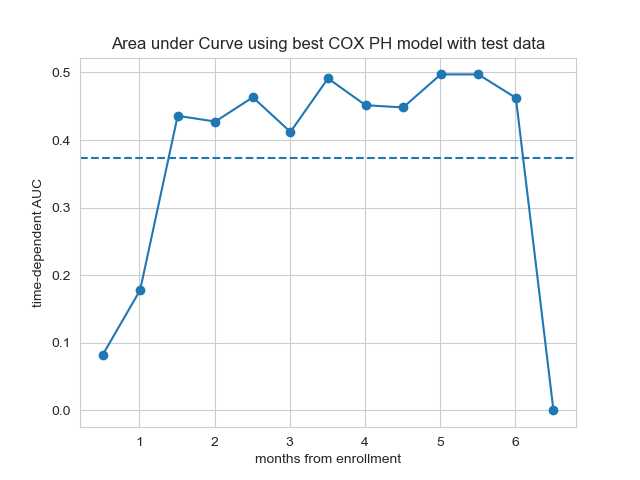 Area under Curve using best COX PH model with test data
time-dependent AUC
0.5
0.4
0.3
0.2
0.1
0.0
1 2 3 4 5 6
months from enrollment